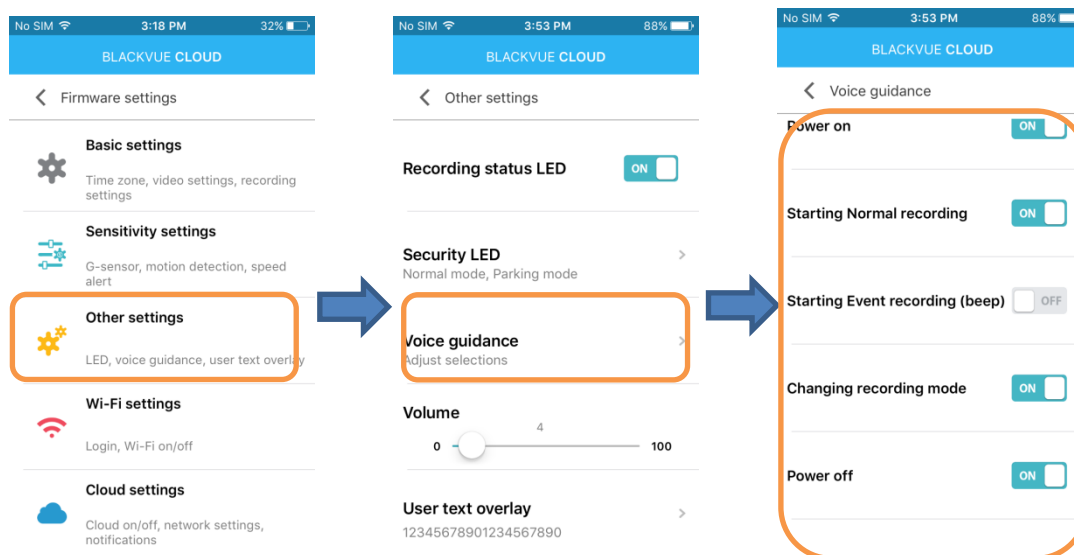 No SIM 3:18 PM 32%
BLACKVUE CLOUD
Firmware settings
Basic settings
Time zone, video settings, recording
settings
Sensitivity settings
G-sensor, motion detection, speed
alert
Other settings
LED, voice guidance, user text overlay
Wi-Fi settings
Login, Wi-Fi on/off
Cloud settings
Cloud on/off, network settings,
notifications
No SIM 3:53 PM 88%
BLACKVUE CLOUD
Other settings
Recording status LED ON
Security LED
Normal mode, Parking mode
Voice guidance
Adjust selections
Volume
4
0 100
User text overlay
12345678901234567890
No SIM 3:53 PM 88%
BLACKVUE CLOUD
Voice guidance
Power on ON
Starting Normal recording ON
Starting Event recording (beep) OFF
Changing recording mode ON
Power off ON